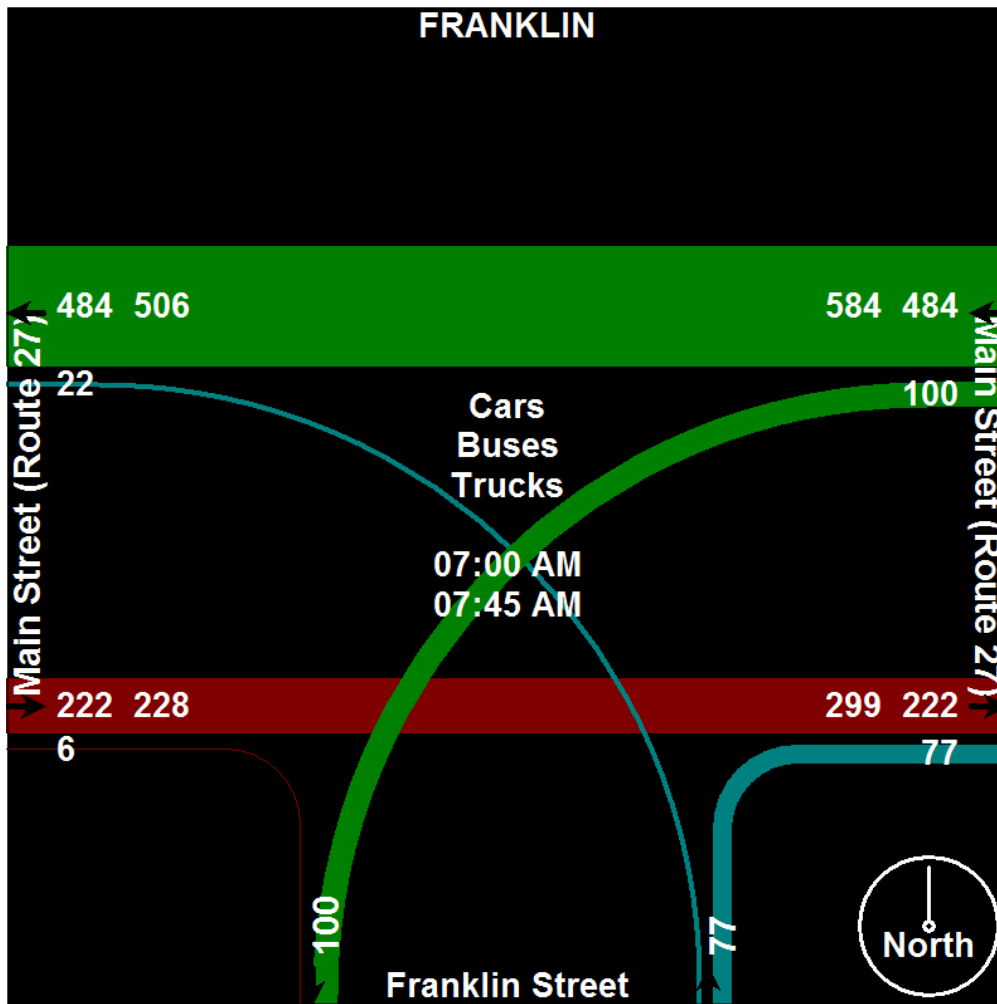 FRANKLIN
484 506
584 484
22
100
Cars
Buses
Trucks
Main Street (Route 27)
Main Street (Route 27)
07:00 AM
07:45 AM
222 228
299 222
6
77
100
77
North
Franklin Street